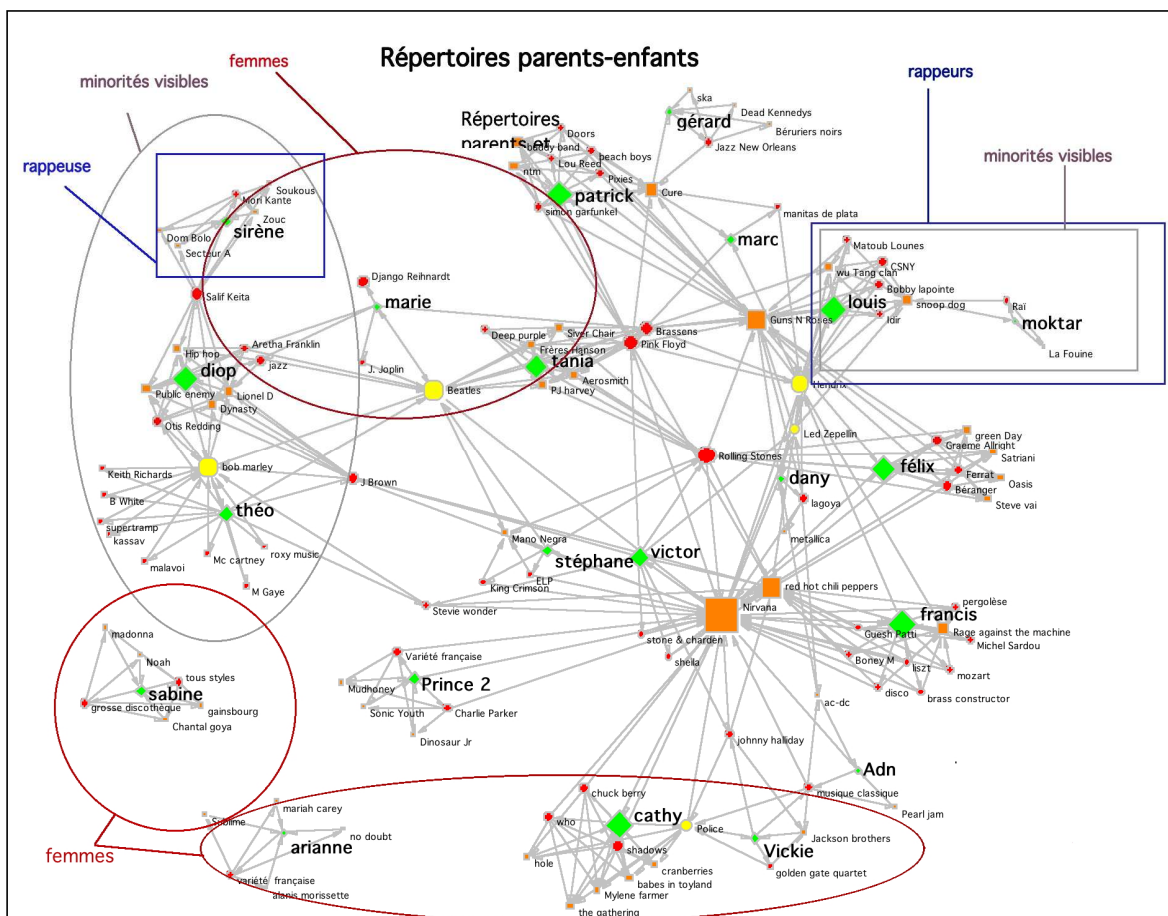 Répertoires parents-enfants
femmes
minorités visibles
rappeurs
rappeuse
minorités visibles
Répertoires
parents et
ska
Dead Kennedys
gérard
Béruriers noirs
Jazz New Orleans
Doors
buddy band
beach boys
Lou Reed
ntm
Pixies
patrick
Cure
simon garfunkel
manitas de plata
marc
Soukous
Mori Kante
Zouc
sirène
Dom Bolo
Secteur A
Salif Keita
Django Reihnardt
marie
J. Joplin
Matoub Lounes
CSNY
wu Tang clan
Bobby lapointe
louis
snoop dog
Idir
Raï
moktar
La Fouine
Guns N Roses
Brassens
Pink Floyd
Siver Chair
Deep purple
Frères Hanson
tania
Aerosmith
PJ harvey
Hendrix
Beatles
Aretha Franklin
Hip hop
jazz
diop
Public enemy
Lionel D
Dynasty
Otis Redding
Led Zepellin
green Day
Graeme Allright
Satriani
félix
Ferrat
Oasis
Béranger
Steve vai
Rolling Stones
dany
lagoya
metallica
bob marley
Keith Richards
J Brown
B White
théo
supertramp
kassav
roxy music
malavoi
Mc cartney
M Gaye
Mano Negra
stéphane
victor
ELP
King Crimson
Stevie wonder
red hot chili peppers
Nirvana
stone & charden
sheila
francis
pergolèse
Guesh Patti
Rage against the machine
Michel Sardou
Boney M
liszt
mozart
disco
brass constructor
madonna
Noah
tous styles
sabine
grosse discothèque
gainsbourg
Chantal goya
Variété française
Mudhoney
Prince 2
Sonic Youth
Charlie Parker
Dinosaur Jr
ac-dc
johnny halliday
Adn
musique classique
Pearl jam
chuck berry
who
cathy
Police
shadows
hole
cranberries
babes in toyland
Mylene farmer
the gathering
Jackson brothers
Vickie
golden gate quartet
mariah carey
Sublime
no doubt
arianne
variété française
alanis morissette
femmes